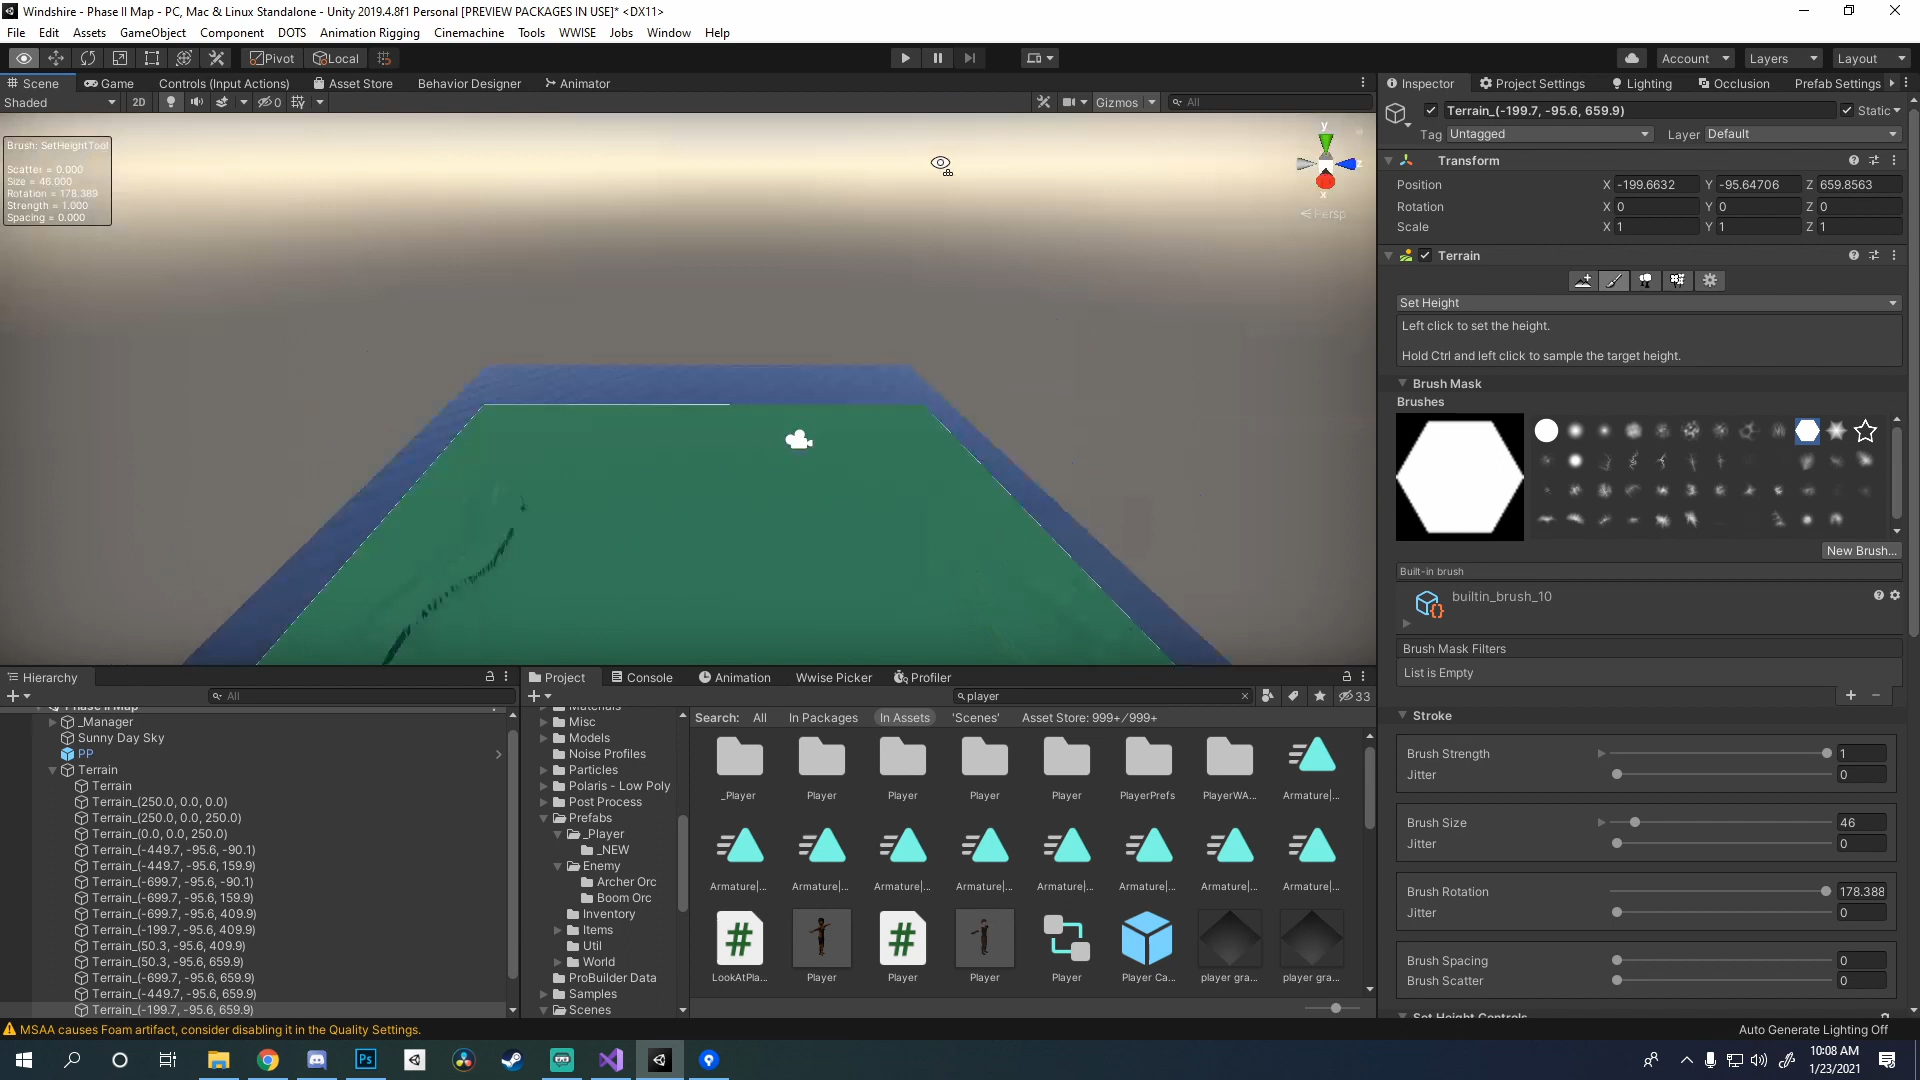 Windshire - Phase II Map - PC, Mac & Linux Standalone - Unity 2019.4.8f1 Personal [PREVIEW PACKAGES IN USE]* <DX11>
File Edit Assets GameObject Component DOTS Animation Rigging Cinemachine Tools WWISE Jobs Window Help
Pivot Local Account Layers Layout
Scene Game Controls (Input Actions) Asset Store Behavior Designer Animator
Shaded 2D 0 Gizmos All
Brush: SetHeightTool
Scatter = 0.000
Size = 46.000
Rotation = 178.389
Strength = 1.000
Spacing = 0.000
y
z
x
Persp
Inspector Project Settings Lighting Occlusion Prefab Settings
Terrain_(-199.7, -95.6, 659.9) Static
Tag Untagged Layer Default
Transform
Position X -199.6632 Y -95.64706 Z 659.8563
Rotation X 0 Y 0 Z 0
Scale X 1 Y 1 Z 1
Terrain
Set Height
Left click to set the height.
Hold Ctrl and left click to sample the target height.
Brush Mask
Brushes
New Brush...
Built-in brush
builtin_brush_10
Brush Mask Filters
List is Empty
Stroke
Brush Strength 1
Jitter 0
Brush Size 46
Jitter 0
Brush Rotation 178.388
Jitter 0
Brush Spacing 0
Brush Scatter 0
Set Height Controls
Hierarchy
All
Phase II Map
_Manager
Sunny Day Sky
PP
Terrain
Terrain
Terrain_(250.0, 0.0, 0.0)
Terrain_(250.0, 0.0, 250.0)
Terrain_(0.0, 0.0, 250.0)
Terrain_(-449.7, -95.6, -90.1)
Terrain_(-449.7, -95.6, 159.9)
Terrain_(-699.7, -95.6, -90.1)
Terrain_(-699.7, -95.6, 159.9)
Terrain_(-699.7, -95.6, 409.9)
Terrain_(-199.7, -95.6, 409.9)
Terrain_(50.3, -95.6, 409.9)
Terrain_(50.3, -95.6, 659.9)
Terrain_(-699.7, -95.6, 659.9)
Terrain_(-449.7, -95.6, 659.9)
Terrain_(-199.7, -95.6, 659.9)
Project Console Animation Wwise Picker Profiler
player 33
Materials
Misc
Models
Noise Profiles
Particles
Polaris - Low Poly
Post Process
Prefabs
_Player
_NEW
Enemy
Archer Orc
Boom Orc
Inventory
Items
Util
World
ProBuilder Data
Samples
Scenes
Search: All In Packages In Assets 'Scenes' Asset Store: 999+/999+
_Player Player Player Player Player PlayerPrefs PlayerWA... Armature|...
Armature|... Armature|... Armature|... Armature|... Armature|... Armature|... Armature|... Armature|...
LookAtPla... Player Player Player Player Player Ca... player gra... player gra...
MSAA causes Foam artifact, consider disabling it in the Quality Settings.
Auto Generate Lighting Off
Ps
10:08 AM
1/23/2021